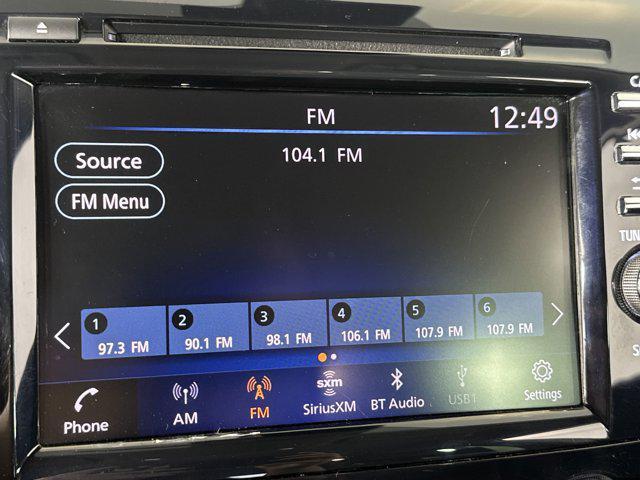 FM 12:49
Source 104.1 FM
FM Menu
1 2 3 4 5 6
97.3 FM 90.1 FM 98.1 FM 106.1 FM 107.9 FM 107.9 FM
sxm
Phone AM FM SiriusXM BT Audio USB1 Settings